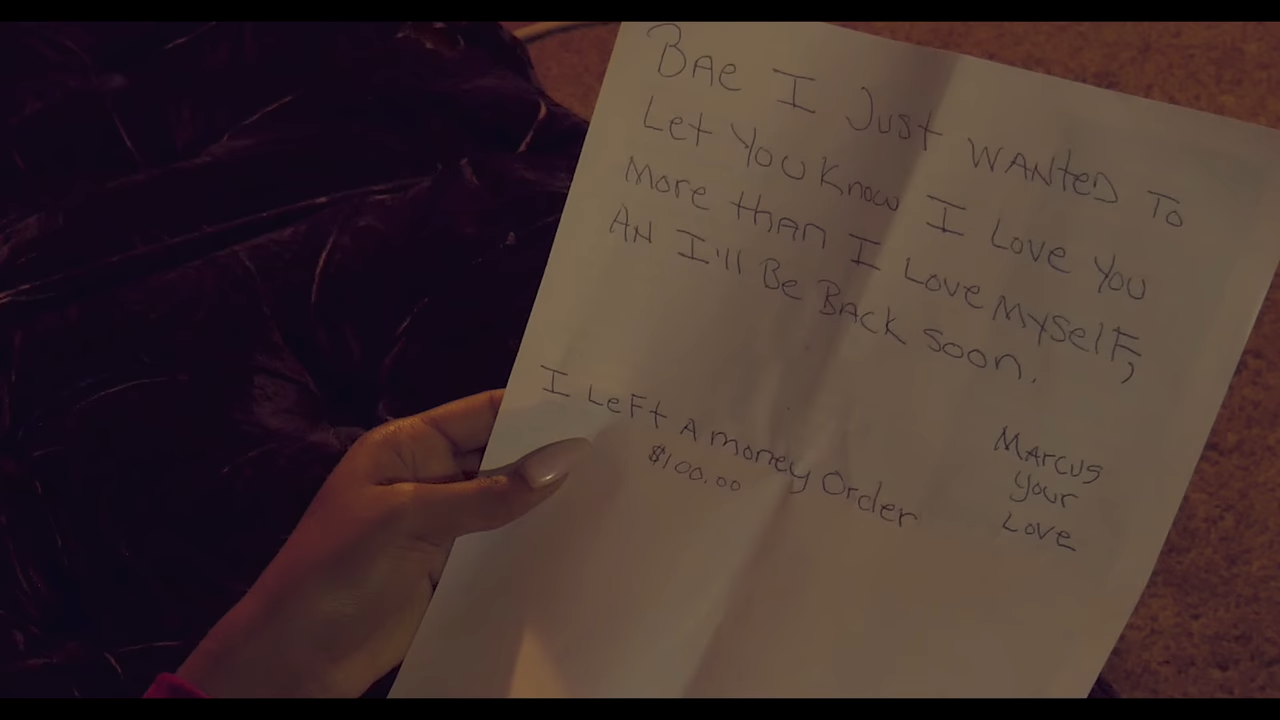 BAe I Just WANteD To
Let You Know I Love You
More than I Love Myself,
AN I'll Be BACK Soon.
I LeFt A Money Order
$100.00
MArcus
Your
Love